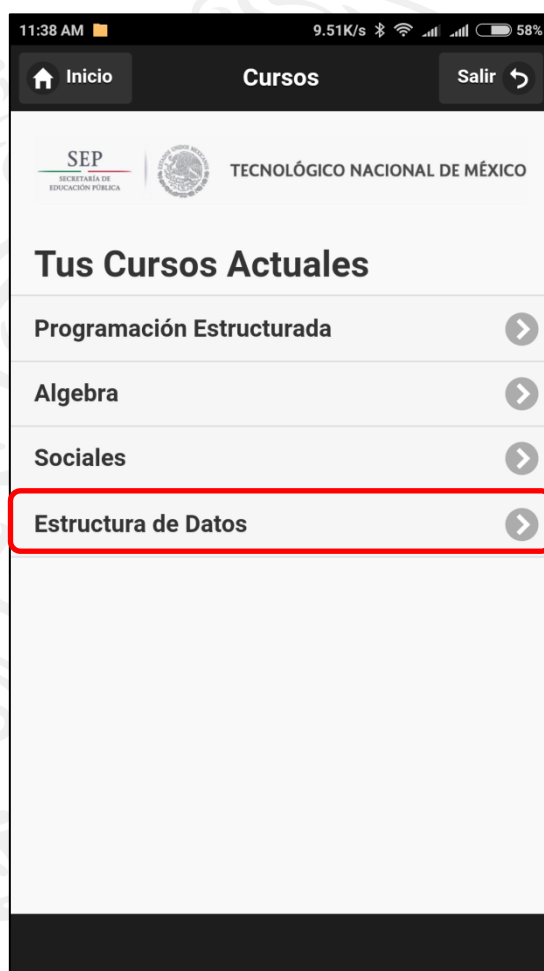 11:38 AM 9.51K/s 58%
Inicio Cursos Salir
SEP
SECRETARÍA DE
EDUCACIÓN PÚBLICA
TECNOLÓGICO NACIONAL DE MÉXICO
Tus Cursos Actuales
Programación Estructurada
Algebra
Sociales
Estructura de Datos